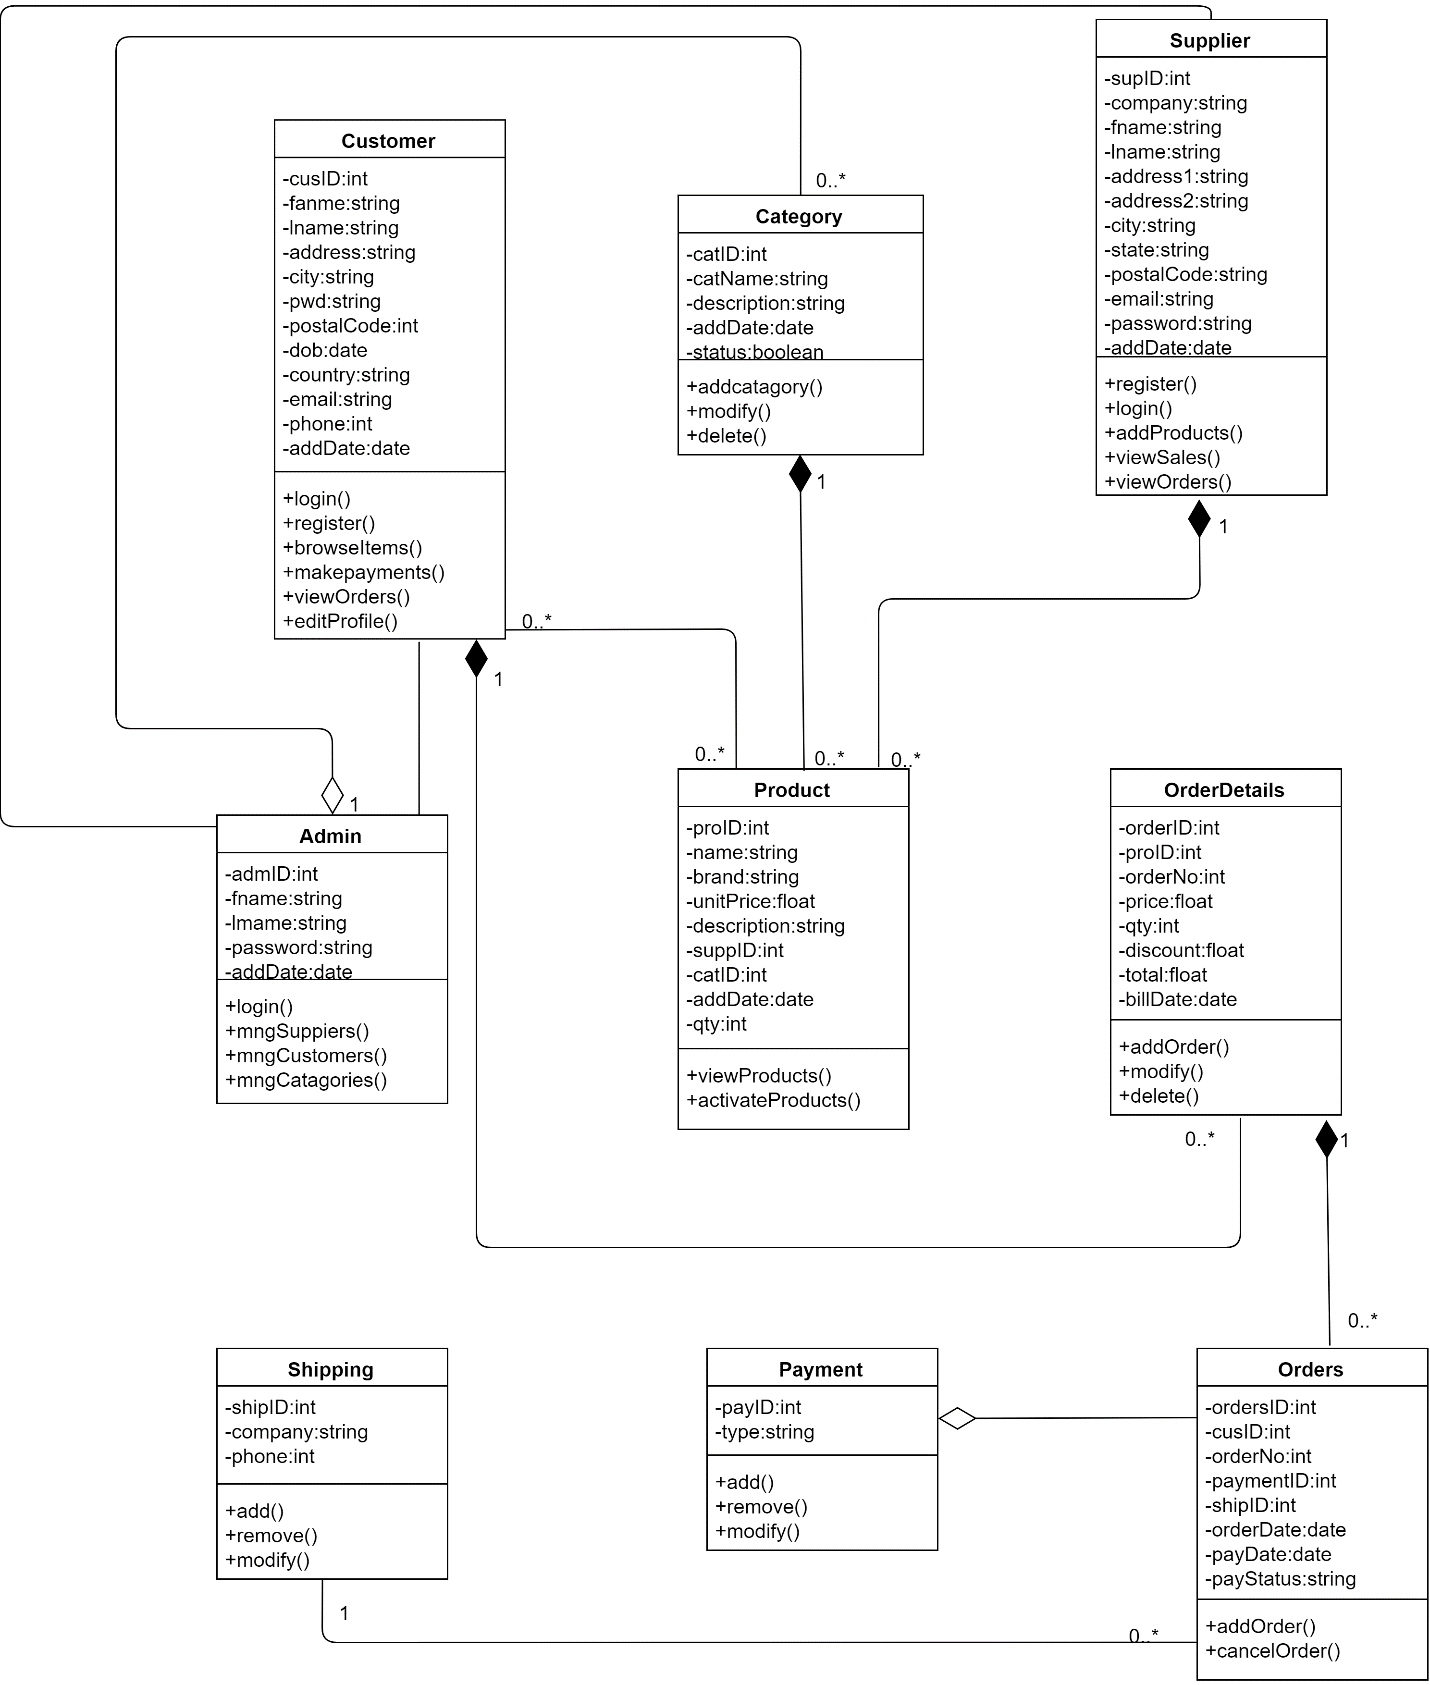 Supplier
-supID:int
-company:string
-fname:string
-lname:string
-address1:string
-address2:string
-city:string
-state:string
-postalCode:string
-email:string
-password:string
-addDate:date
+register()
+login()
+addProducts()
+viewSales()
+viewOrders()
1
Customer
-cusID:int
-fanme:string
-lname:string
-address:string
-city:string
-pwd:string
-postalCode:int
-dob:date
-country:string
-email:string
-phone:int
-addDate:date
+login()
+register()
+browseItems()
+makepayments()
+viewOrders()
+editProfile()
0..*
1
0..*
Category
-catID:int
-catName:string
-description:string
-addDate:date
-status:boolean
+addcatagory()
+modify()
+delete()
1
1
Admin
-admID:int
-fname:string
-lmame:string
-password:string
-addDate:date
+login()
+mngSuppiers()
+mngCustomers()
+mngCatagories()
0..*
0..*
0..*
Product
-proID:int
-name:string
-brand:string
-unitPrice:float
-description:string
-suppID:int
-catID:int
-addDate:date
-qty:int
+viewProducts()
+activateProducts()
OrderDetails
-orderID:int
-proID:int
-orderNo:int
-price:float
-qty:int
-discount:float
-total:float
-billDate:date
+addOrder()
+modify()
+delete()
0..*
1
0..*
Shipping
-shipID:int
-company:string
-phone:int
+add()
+remove()
+modify()
1
Payment
-payID:int
-type:string
+add()
+remove()
+modify()
Orders
-ordersID:int
-cusID:int
-orderNo:int
-paymentID:int
-shipID:int
-orderDate:date
-payDate:date
-payStatus:string
+addOrder()
+cancelOrder()
0..*